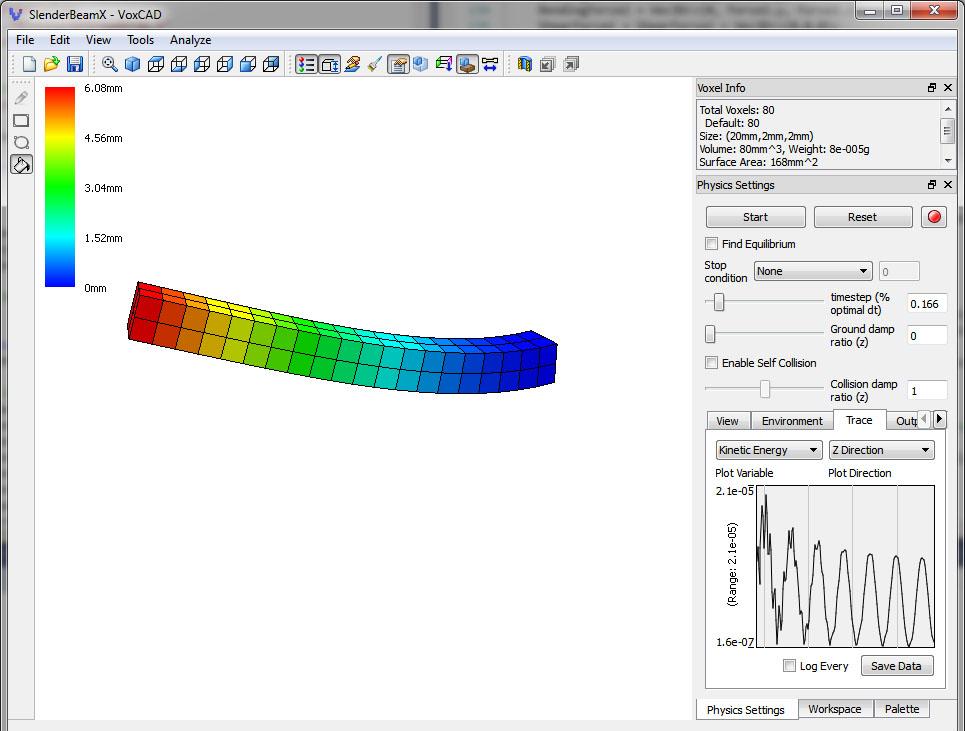 SlenderBeamX - VoxCAD
File Edit View Tools Analyze
6.08mm
4.56mm
3.04mm
1.52mm
0mm
Voxel Info
Total Voxels: 80
Default: 80
Size: (20mm,2mm,2mm)
Volume: 80mm^3, Weight: 8e-005g
Surface Area: 168mm^2
Physics Settings
Start Reset
Find Equilibrium
Stop
condition
None
0
timestep (%
optimal dt)
0.166
Ground damp
ratio (z)
0
Enable Self Collision
Collision damp
ratio (z)
1
View Environment Trace Outp
Kinetic Energy Z Direction
Plot Variable Plot Direction
2.1e-05
(Range: 2.1e-05)
1.6e-07
Log Every Save Data
Physics Settings Workspace Palette